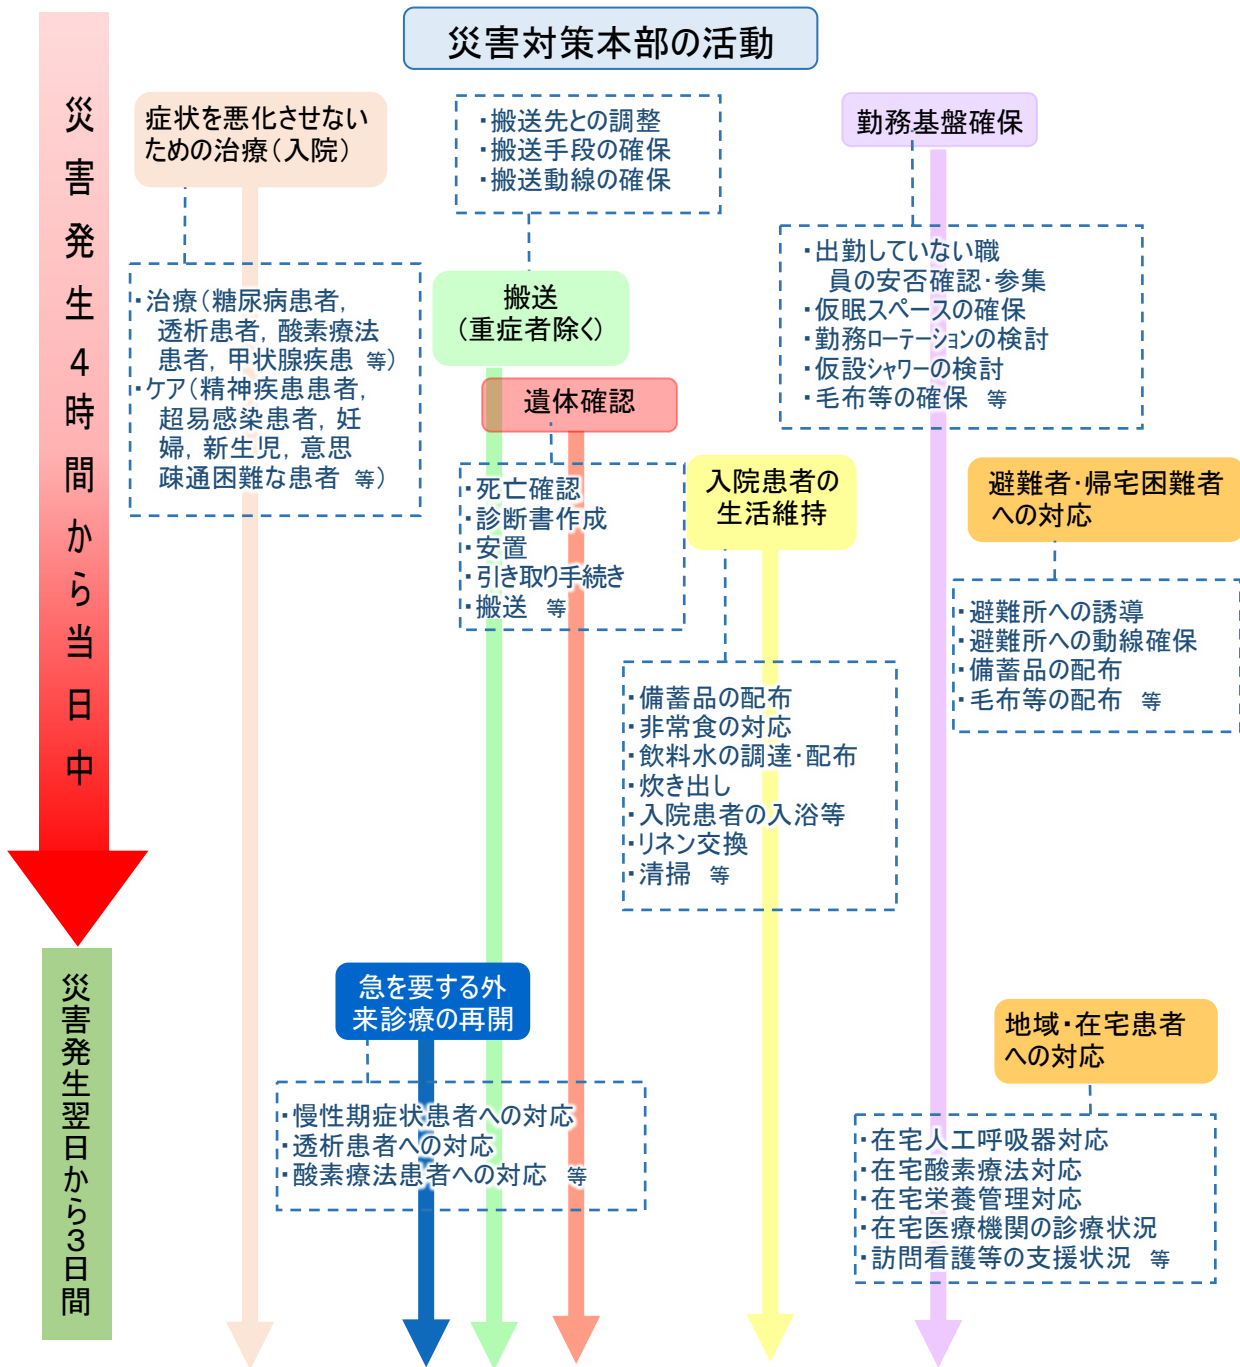 災害対策本部の活動
災害発生4時間から当日中
症状を悪化させない
ための治療（入院）
・治療（糖尿病患者，
透析患者，酸素療法
患者，甲状腺疾患 等）
・ケア（精神疾患患者，
超易感染患者，妊
婦，新生児，意思
疎通困難な患者 等）
・搬送先との調整
・搬送手段の確保
・搬送動線の確保
搬送
（重症者除く）
遺体確認
・死亡確認
・診断書作成
・安置
・引き取り手続き
・搬送 等
勤務基盤確保
・出勤していない職
員の安否確認・参集
・仮眠スペースの確保
・勤務ローテーションの検討
・仮設シャワーの検討
・毛布等の確保 等
入院患者の
生活維持
・備蓄品の配布
・非常食の対応
・飲料水の調達・配布
・炊き出し
・入院患者の入浴等
・リネン交換
・清掃 等
避難者・帰宅困難者
への対応
・避難所への誘導
・避難所への動線確保
・備蓄品の配布
・毛布等の配布 等
災害発生翌日から3日間
急を要する外
来診療の再開
・慢性期症状患者への対応
・透析患者への対応
・酸素療法患者への対応 等
地域・在宅患者
への対応
・在宅人工呼吸器対応
・在宅酸素療法対応
・在宅栄養管理対応
・在宅医療機関の診療状況
・訪問看護等の支援状況 等